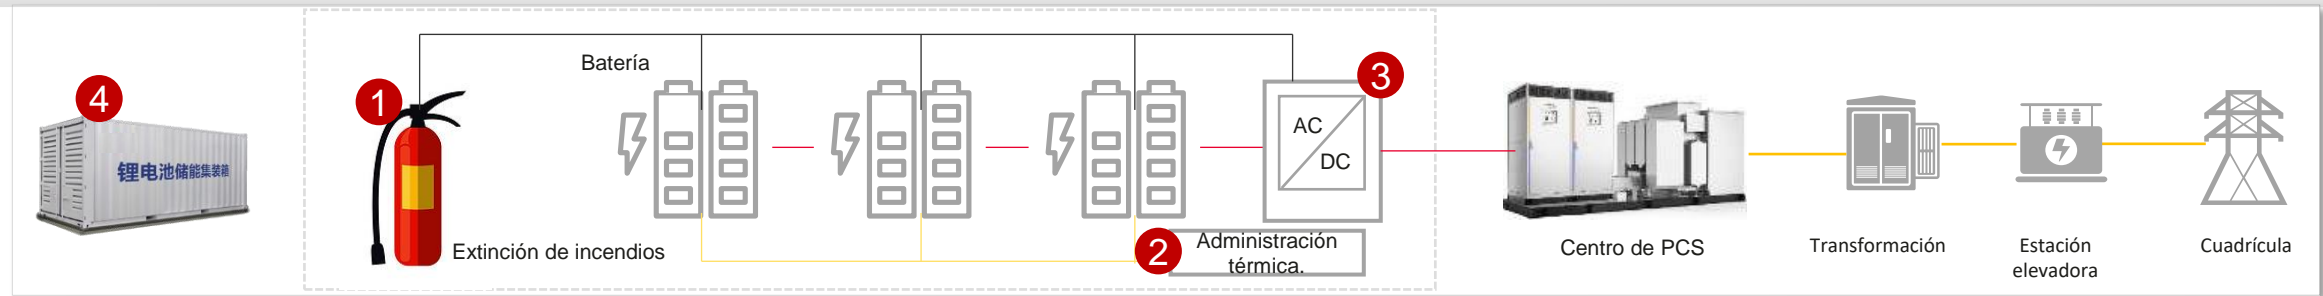 4
锂电池储能集装箱
1
Extinción de incendios
Batería
AC
DC
3
2
Administración
térmica.
Centro de PCS
Transformación
Estación
elevadora
Cuadrícula